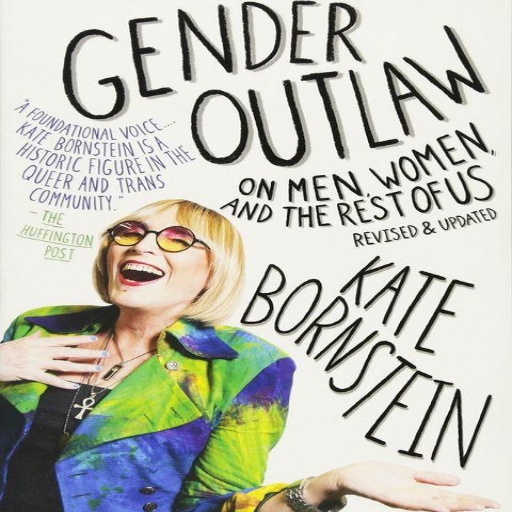 GENDER
OUTLAW
"A FOUNDATIONAL VOICE....
KATE BORNSTEIN IS A
HISTORIC FIGURE IN THE
QUEER AND TRANS
COMMUNITY."
- THE
HUFFINGTON
POST
ON MEN, WOMEN,
AND THE REST OF US
REVISED & UPDATED
KATE
BORNSTEIN